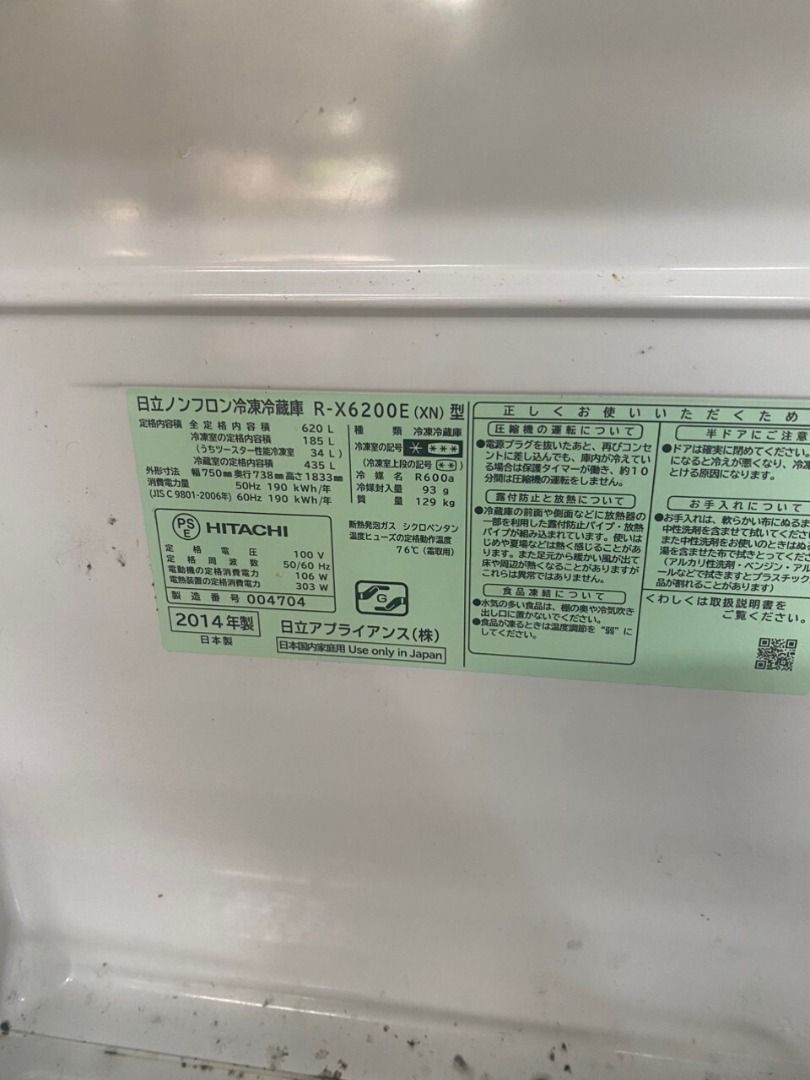 日立ノンフロン冷凍冷蔵庫 R-X6200E (XN) 型
定格内容積 全定格内容積 620 L
冷凍室の定格内容積 185 L
(うちツースター性能冷凍室 34 L)
冷蔵室の定格内容積 435 L
外形寸法 幅750㎜奥行738㎜高さ1833㎜
消費電力量 50Hz 190 kWh/年
(JIS C 9801-2006年) 60Hz 190 kWh/年
種類 冷凍冷蔵庫
冷凍室の記号 * ***
(冷凍室上段の記号 **)
冷媒名 R600a
冷媒封入量 93 g
質量 129 kg
PSE HITACHI
定格電圧 100 V
定格周波数 50/60 Hz
電動機の定格消費電力 106 W
電熱装置の定格消費電力 303 W
製造番号 004704
2014年製
日本製
断熱発泡ガス シクロペンタン
温度ヒューズの定格動作温度
76℃ (霜取用)
G
日立アプライアンス(株)
日本国内家庭用 Use only in Japan
正しくお使いいただくため
圧縮機の運転について
●電源プラグを抜いたあと、再びコンセ
ントに差し込んでも、庫内が冷えてい
る場合は保護タイマーが働き、約10
分間は圧縮機の運転をしません。
露付防止と放熱について
●冷蔵庫の前面や側面などに放熱器の
一部を利用した露付防止パイプ・放熱
パイプが組み込まれています。使いは
じめや夏場などは熱く感じることがあ
ります。また足元から暖かい風が出て
床や周辺が熱くなることがありますが
これらは異常ではありません。
食品凍結について
●水気の多い食品は、棚の奥や冷気吹き
出し口に置かないでください。
●食品が凍るときは温度調節を"弱"に
してください。
半ドアにご注意
●ドアは確実に閉めてください。
になると冷えが悪くなり、冷凍
とける原因になります。
お手入れについて
●お手入れは、軟らかい布にぬるま
中性洗剤を含ませて拭いてくださ
また中性洗剤をお使いのときはぬる
湯を含ませた布で拭きとってくださ
(アルカリ性洗剤・ベンジン・アル
ールなどで拭きますとプラスチック
品が割れることがあります)
くわしくは取扱説明書を
ご覧ください。